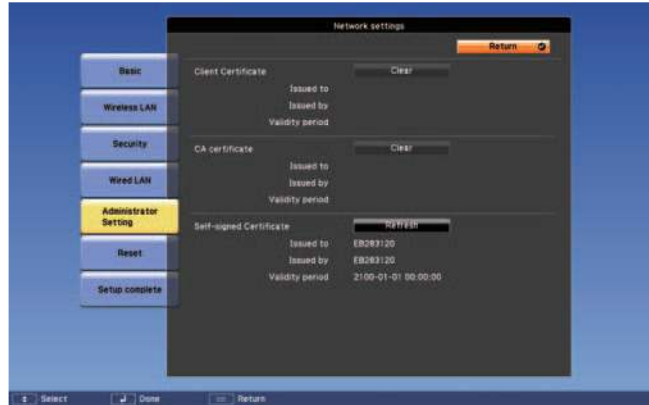 Network settings
Return
Basic
Wireless LAN
Security
Wired LAN
Administrator
Setting
Reset
Setup complete
Client Certificate Clear
Issued to
Issued by
Validity period
CA certificate Clear
Issued to
Issued by
Validity period
Self-signed Certificate Refresh
Issued to EB283120
Issued by EB283120
Validity period 2100-01-01 00:00:00
Select Done Return